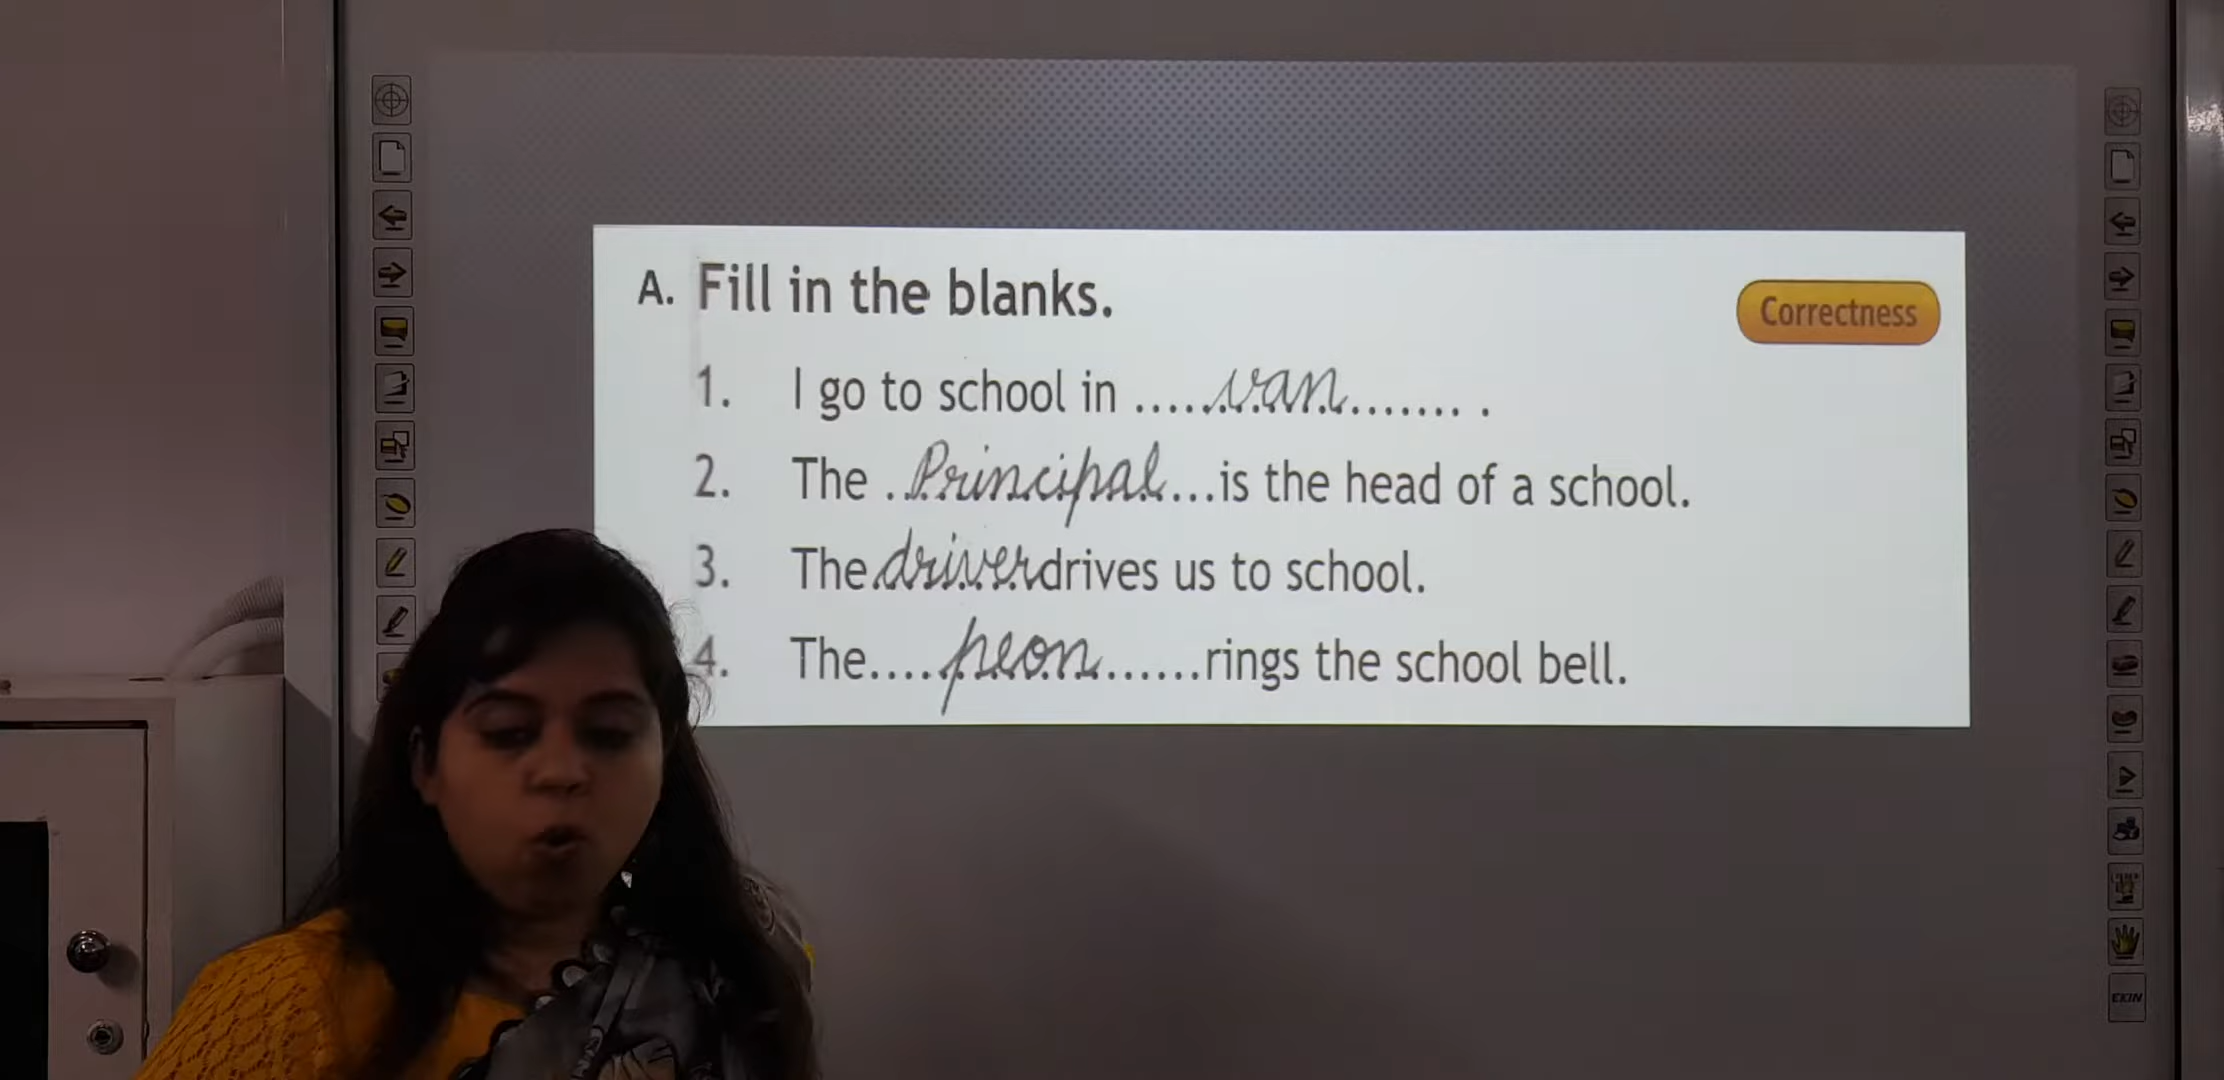 A. Fill in the blanks.
Correctness
1. I go to school in .....van........ .
2. The ..Principal...is the head of a school.
3. The driver drives us to school.
4. The....peon......rings the school bell.